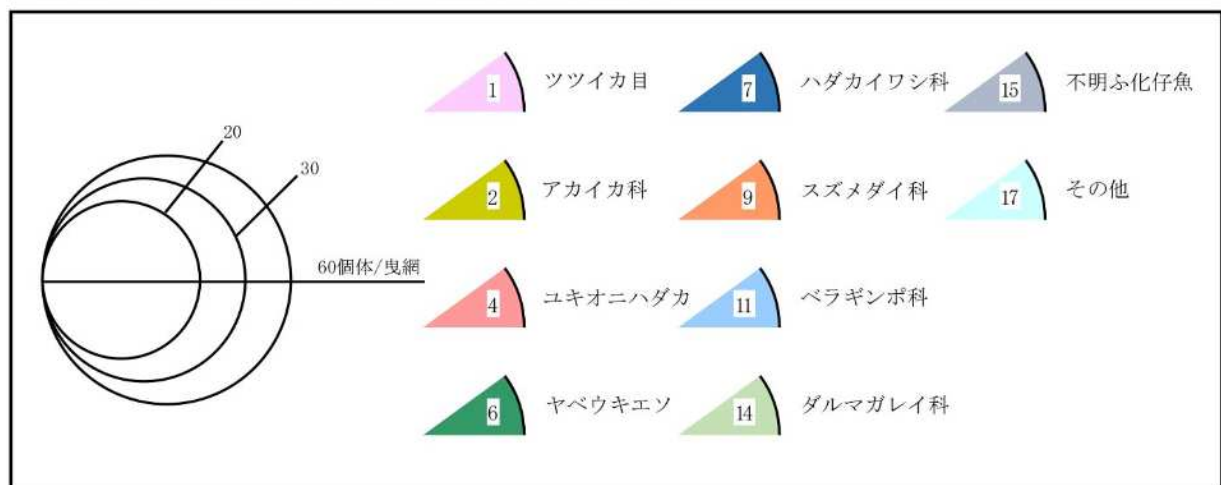 20
30
60個体/曳網
1 ツツイカ目
2 アカイカ科
4 ユキオニハダカ
6 ヤベウキエソ
7 ハダカイワシ科
9 スズメダイ科
11 ベラギンポ科
14 ダルマガレイ科
15 不明ふ化仔魚
17 その他